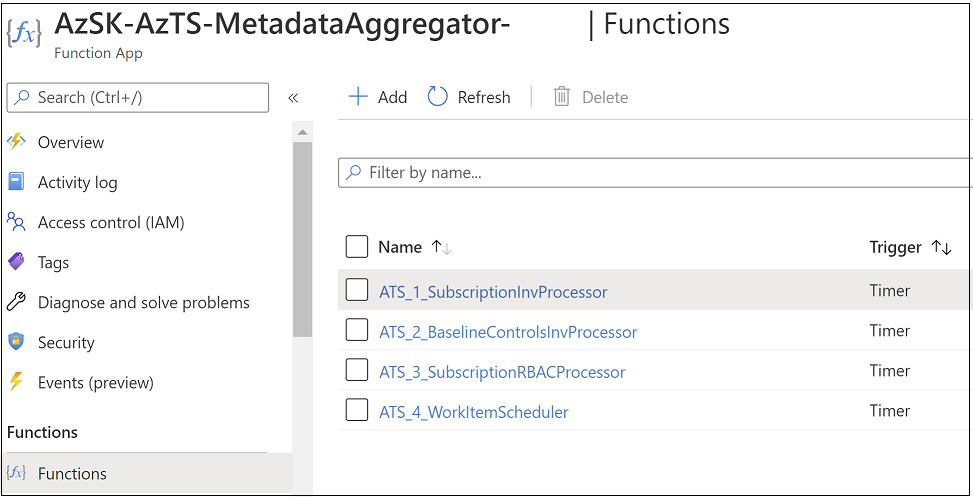 {fx} AzSK-AzTS-MetadataAggregator- | Functions
Function App
Search (Ctrl+/) «
Add Refresh Delete
Overview
Activity log
Access control (IAM)
Tags
Diagnose and solve problems
Security
Events (preview)
Functions
{fx} Functions
Filter by name...
Name ↑↓ Trigger ↑↓
ATS_1_SubscriptionInvProcessor Timer
ATS_2_BaselineControlsInvProcessor Timer
ATS_3_SubscriptionRBACProcessor Timer
ATS_4_WorkItemScheduler Timer